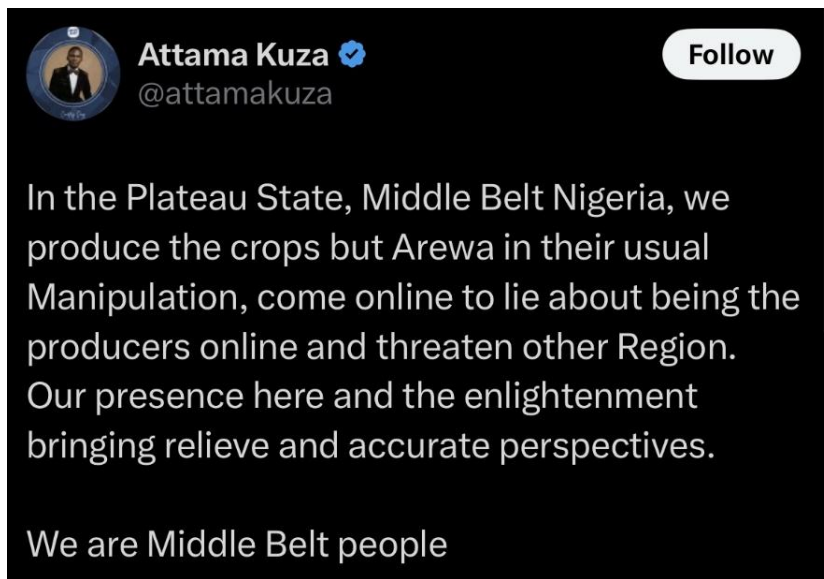 Attama Kuza
Follow
@attamakuza
In the Plateau State, Middle Belt Nigeria, we
produce the crops but Arewa in their usual
Manipulation, come online to lie about being the
producers online and threaten other Region.
Our presence here and the enlightenment
bringing relieve and accurate perspectives.
We are Middle Belt people